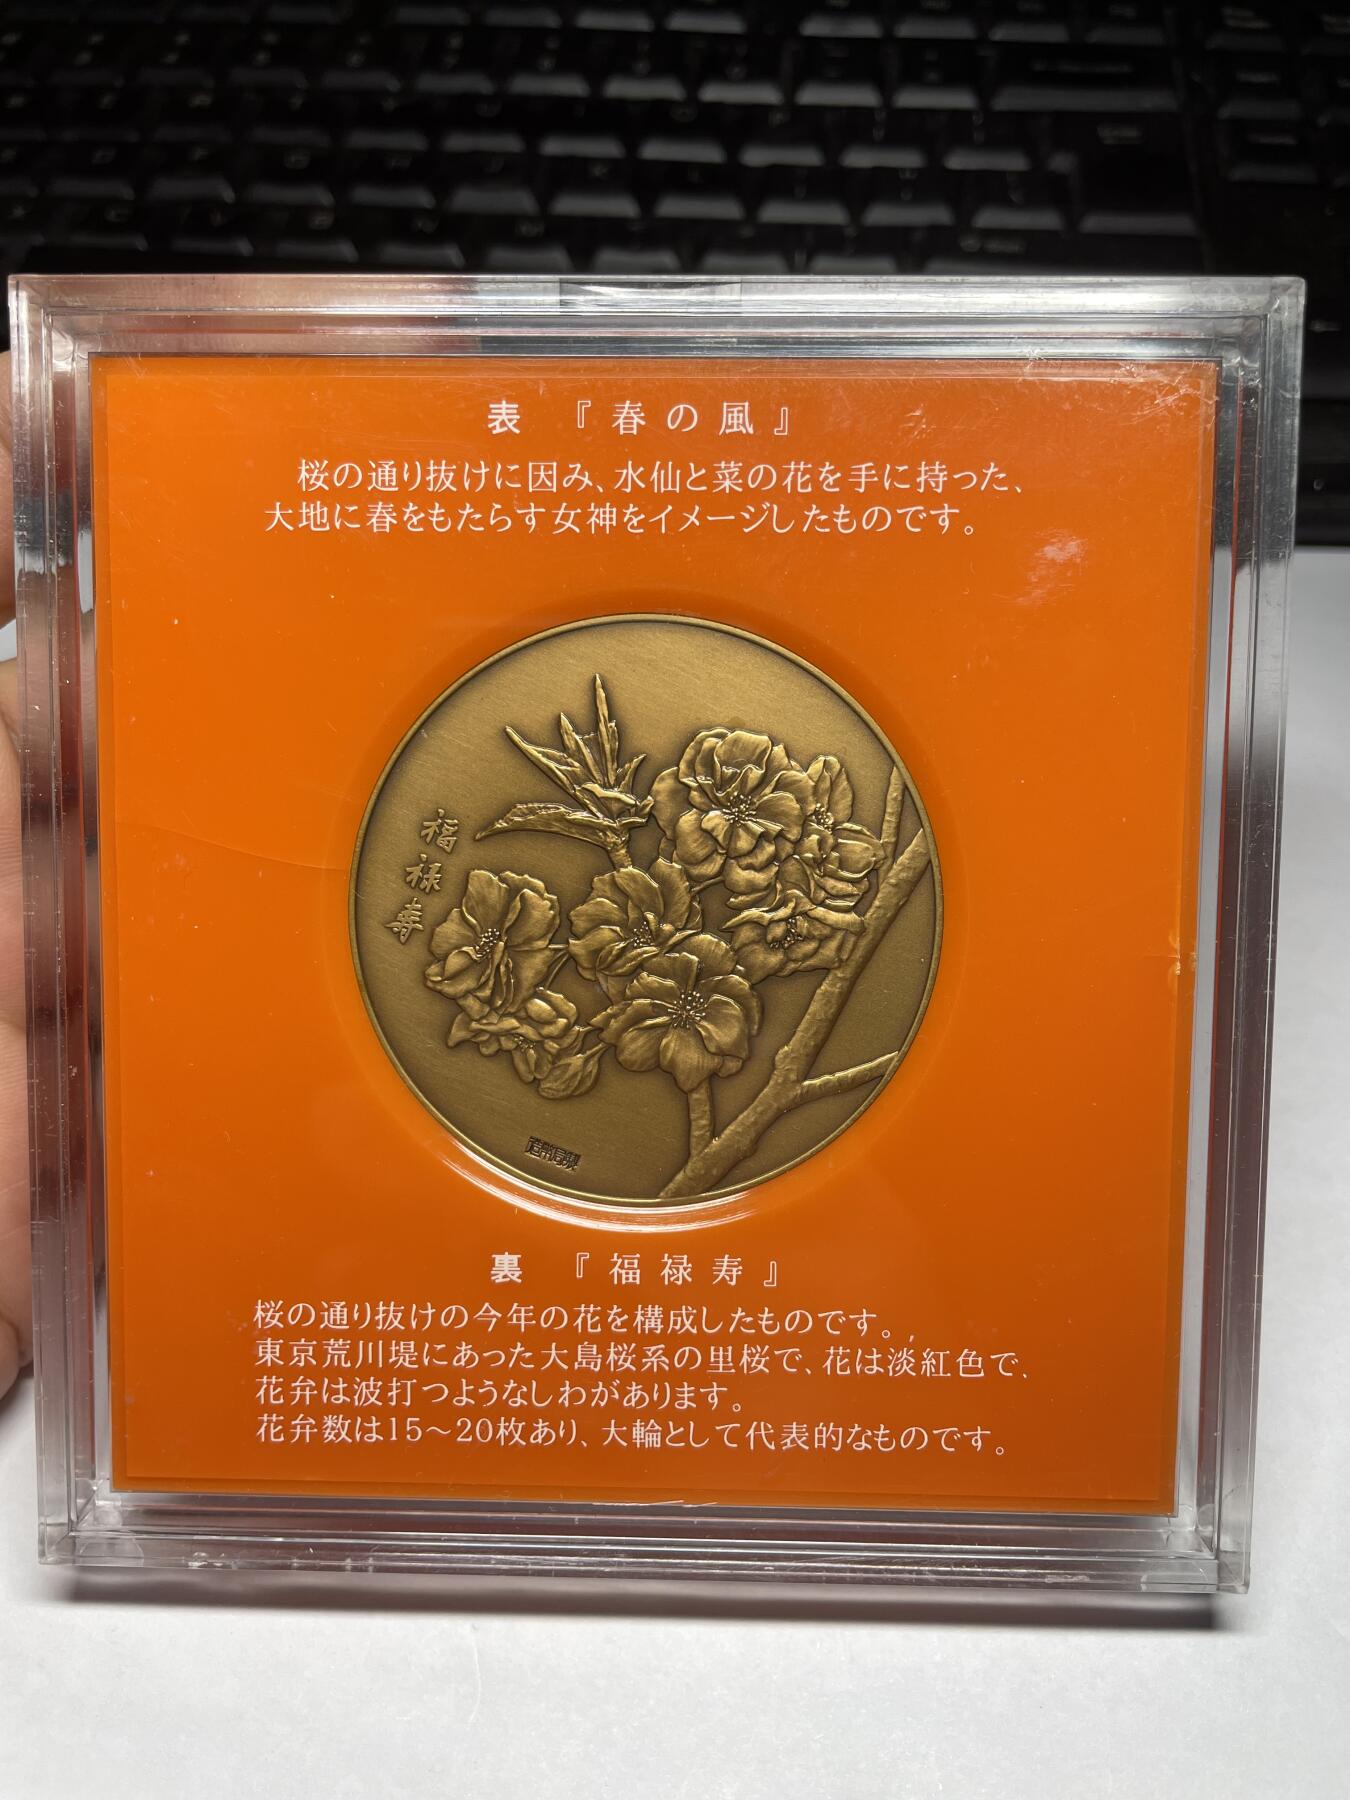 表 『春の風』
桜の通り抜けに因み、水仙と菜の花を手に持った、
大地に春をもたらす女神をイメージしたものです。
福禄寿
造幣局製
裏 『福禄寿』
桜の通り抜けの今年の花を構成したものです。
東京荒川堤にあった大島桜系の里桜で、花は淡紅色で、
花弁は波打つようなしわがあります。
花弁数は15〜20枚あり、大輪として代表的なものです。